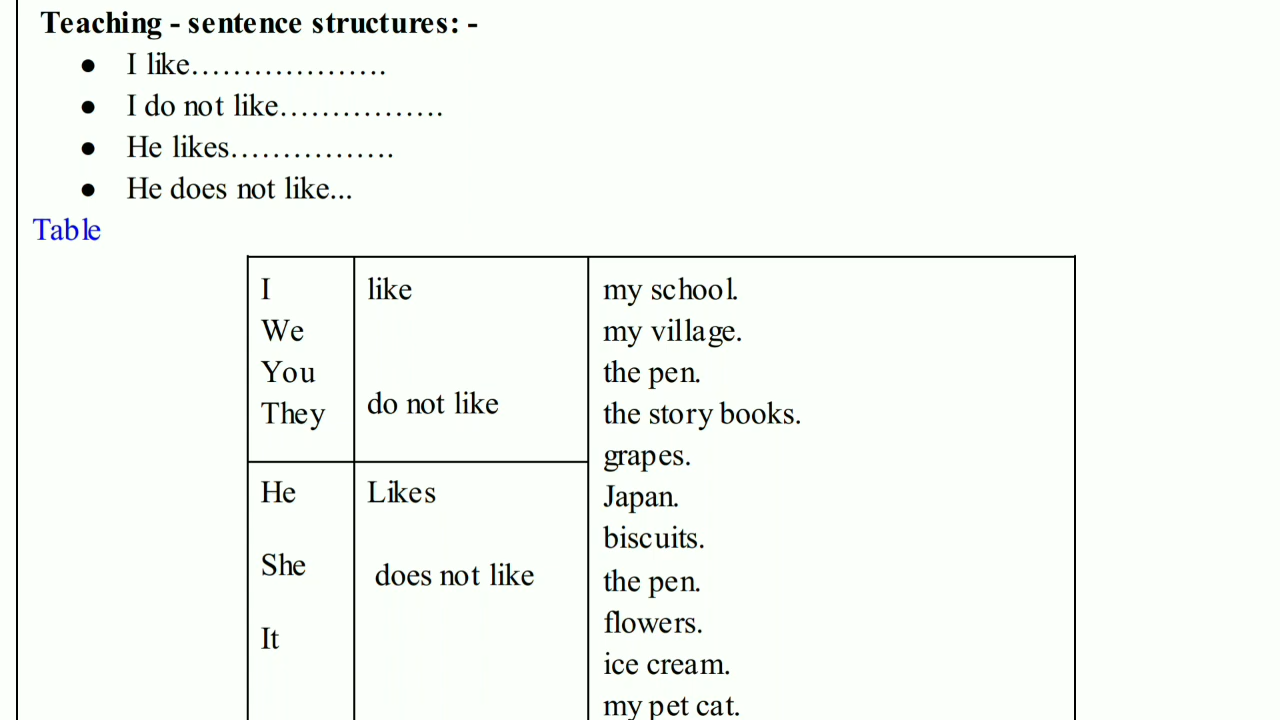 Teaching - sentence structures: -
● I like……………….
● I do not like…………….
● He likes…………….
● He does not like...
Table
I
We
You
They
like
do not like
He
She
It
Likes
does not like
my school.
my village.
the pen.
the story books.
grapes.
Japan.
biscuits.
the pen.
flowers.
ice cream.
my pet cat.